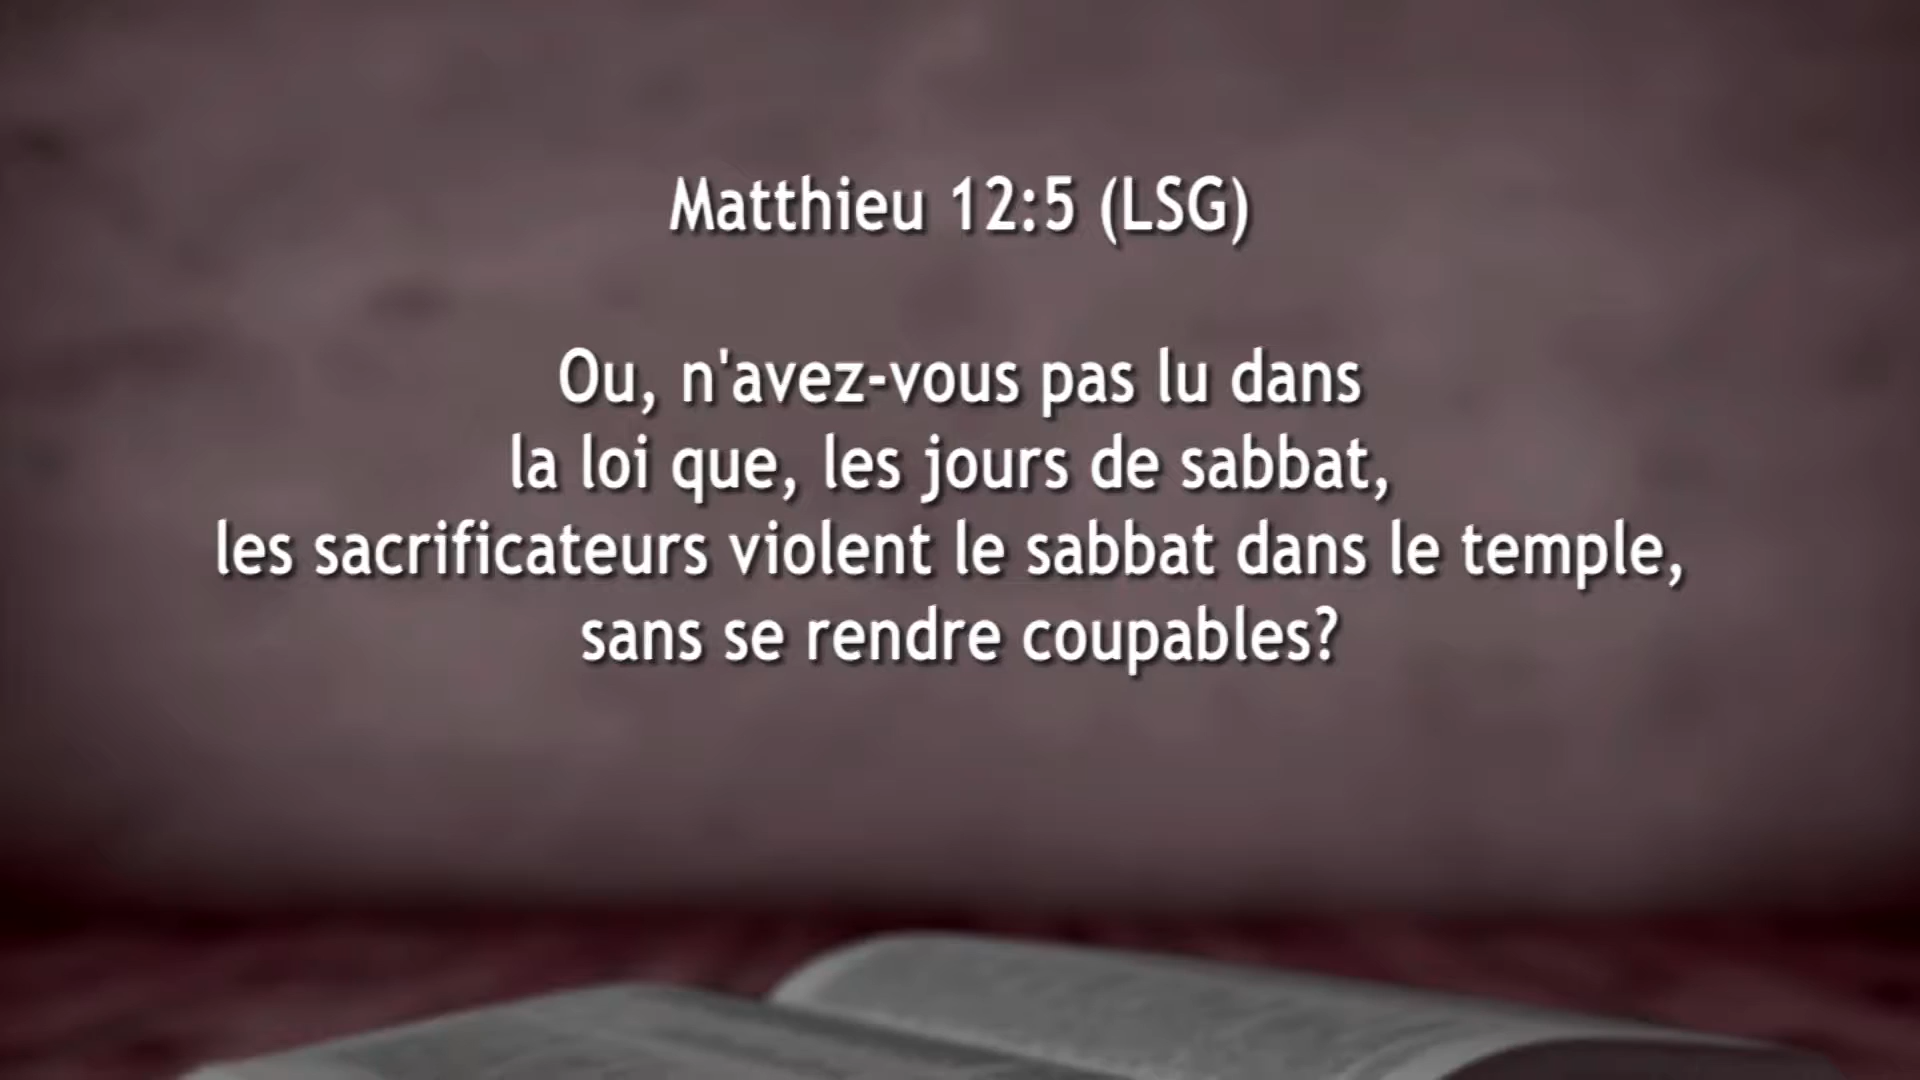 Matthieu 12:5 (LSG)
Ou, n'avez-vous pas lu dans
la loi que, les jours de sabbat,
les sacrificateurs violent le sabbat dans le temple,
sans se rendre coupables?